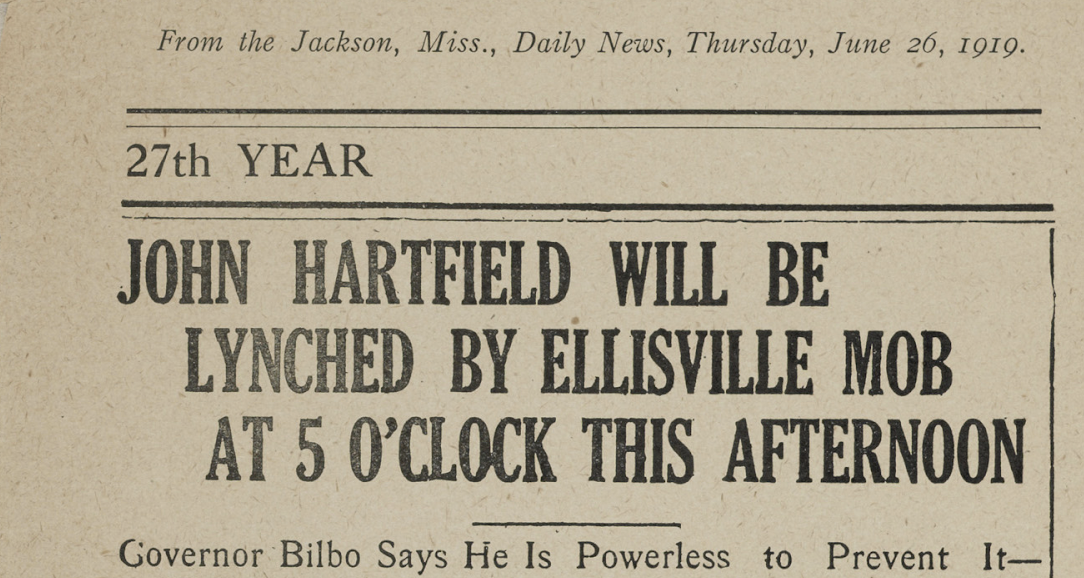 From the Jackson, Miss., Daily News, Thursday, June 26, 1919.
27th YEAR
JOHN HARTFIELD WILL BE
LYNCHED BY ELLISVILLE MOB
AT 5 O'CLOCK THIS AFTERNOON
Governor Bilbo Says He Is Powerless to Prevent It—